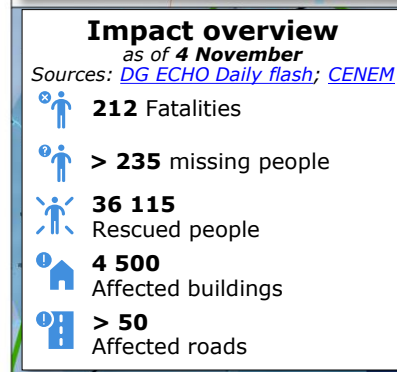 Impact overview
as of 4 November
Sources: DG ECHO Daily flash; CENEM
212 Fatalities
> 235 missing people
36 115
Rescued people
4 500
Affected buildings
> 50
Affected roads